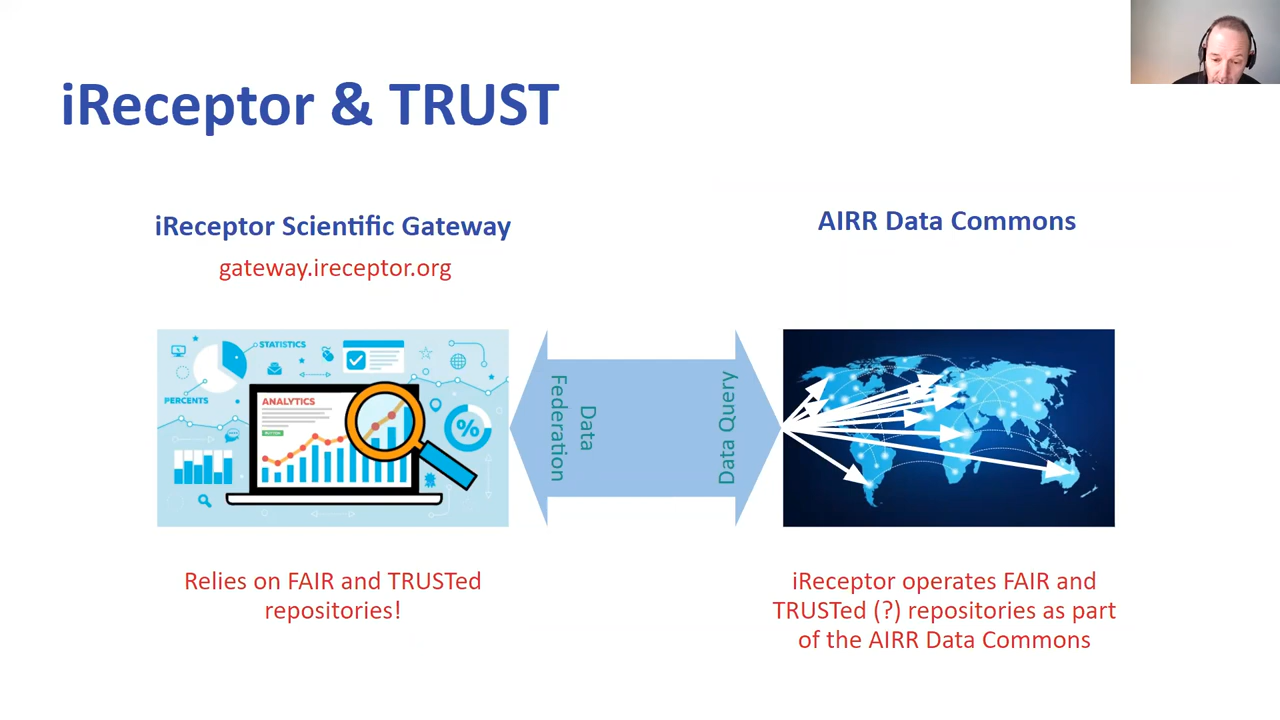 iReceptor & TRUST
iReceptor Scientific Gateway
gateway.ireceptor.org
AIRR Data Commons
STATISTICS
PERCENTS
ANALYTICS
%
Data
Federation
Data Query
Relies on FAIR and TRUSTed
repositories!
iReceptor operates FAIR and
TRUSTed (?) repositories as part
of the AIRR Data Commons